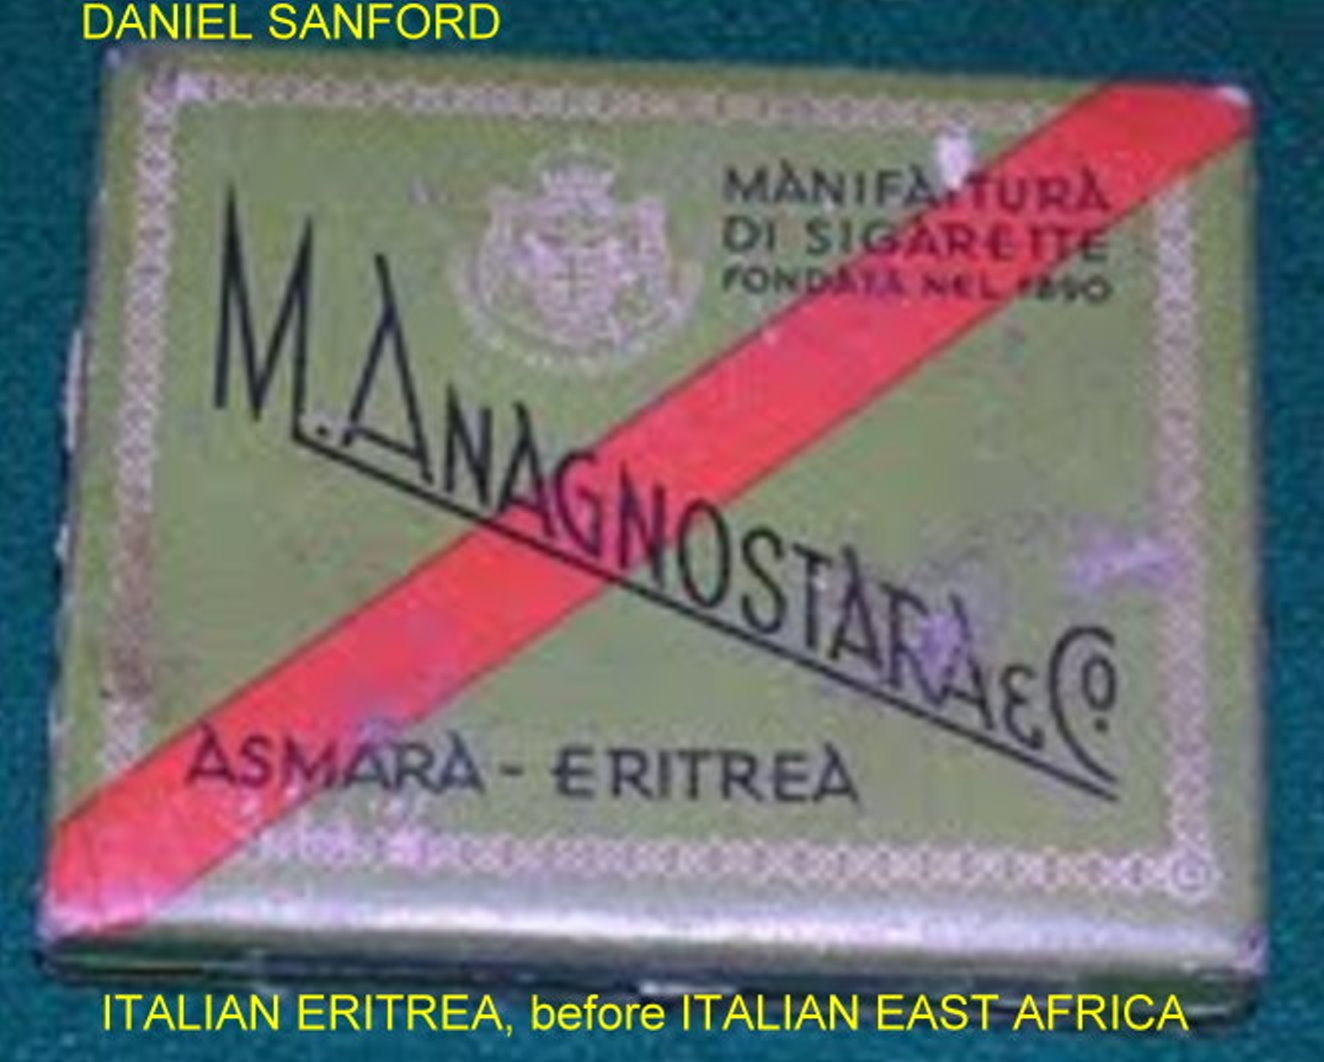 DANIEL SANFORD
MANIFATTURA
DI SIGARETTE
FONDATA NEL 1890
M. ANAGNOSTARA & Co.
ASMARA - ERITREA
ITALIAN ERITREA, before ITALIAN EAST AFRICA